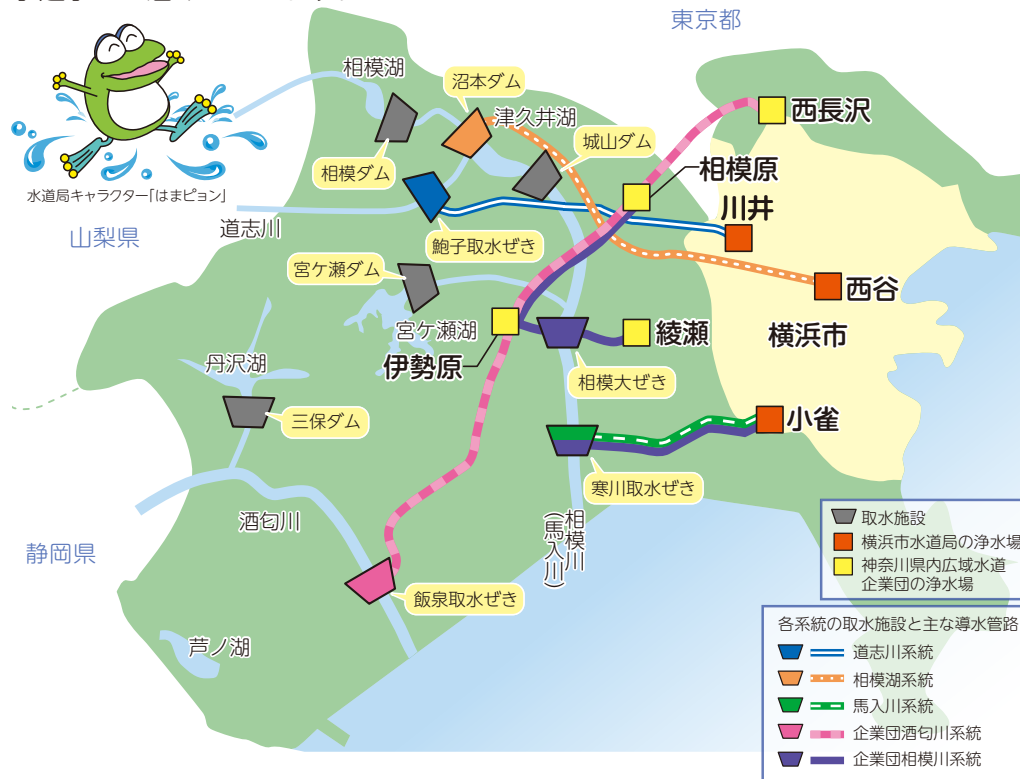 東京都
相模湖
沼本ダム
津久井湖
城山ダム
西長沢
相模原
相模ダム
川井
水道局キャラクター「はまピョン」
道志川
山梨県
鮑子取水ぜき
宮ケ瀬ダム
西谷
宮ケ瀬湖
綾瀬
横浜市
伊勢原
丹沢湖
相模大ぜき
三保ダム
小雀
寒川取水ぜき
酒匂川
相模川
(馬入川)
静岡県
飯泉取水ぜき
芦ノ湖
取水施設
横浜市水道局の浄水場
神奈川県内広域水道
企業団の浄水場
各系統の取水施設と主な導水管路
道志川系統
相模湖系統
馬入川系統
企業団酒匂川系統
企業団相模川系統